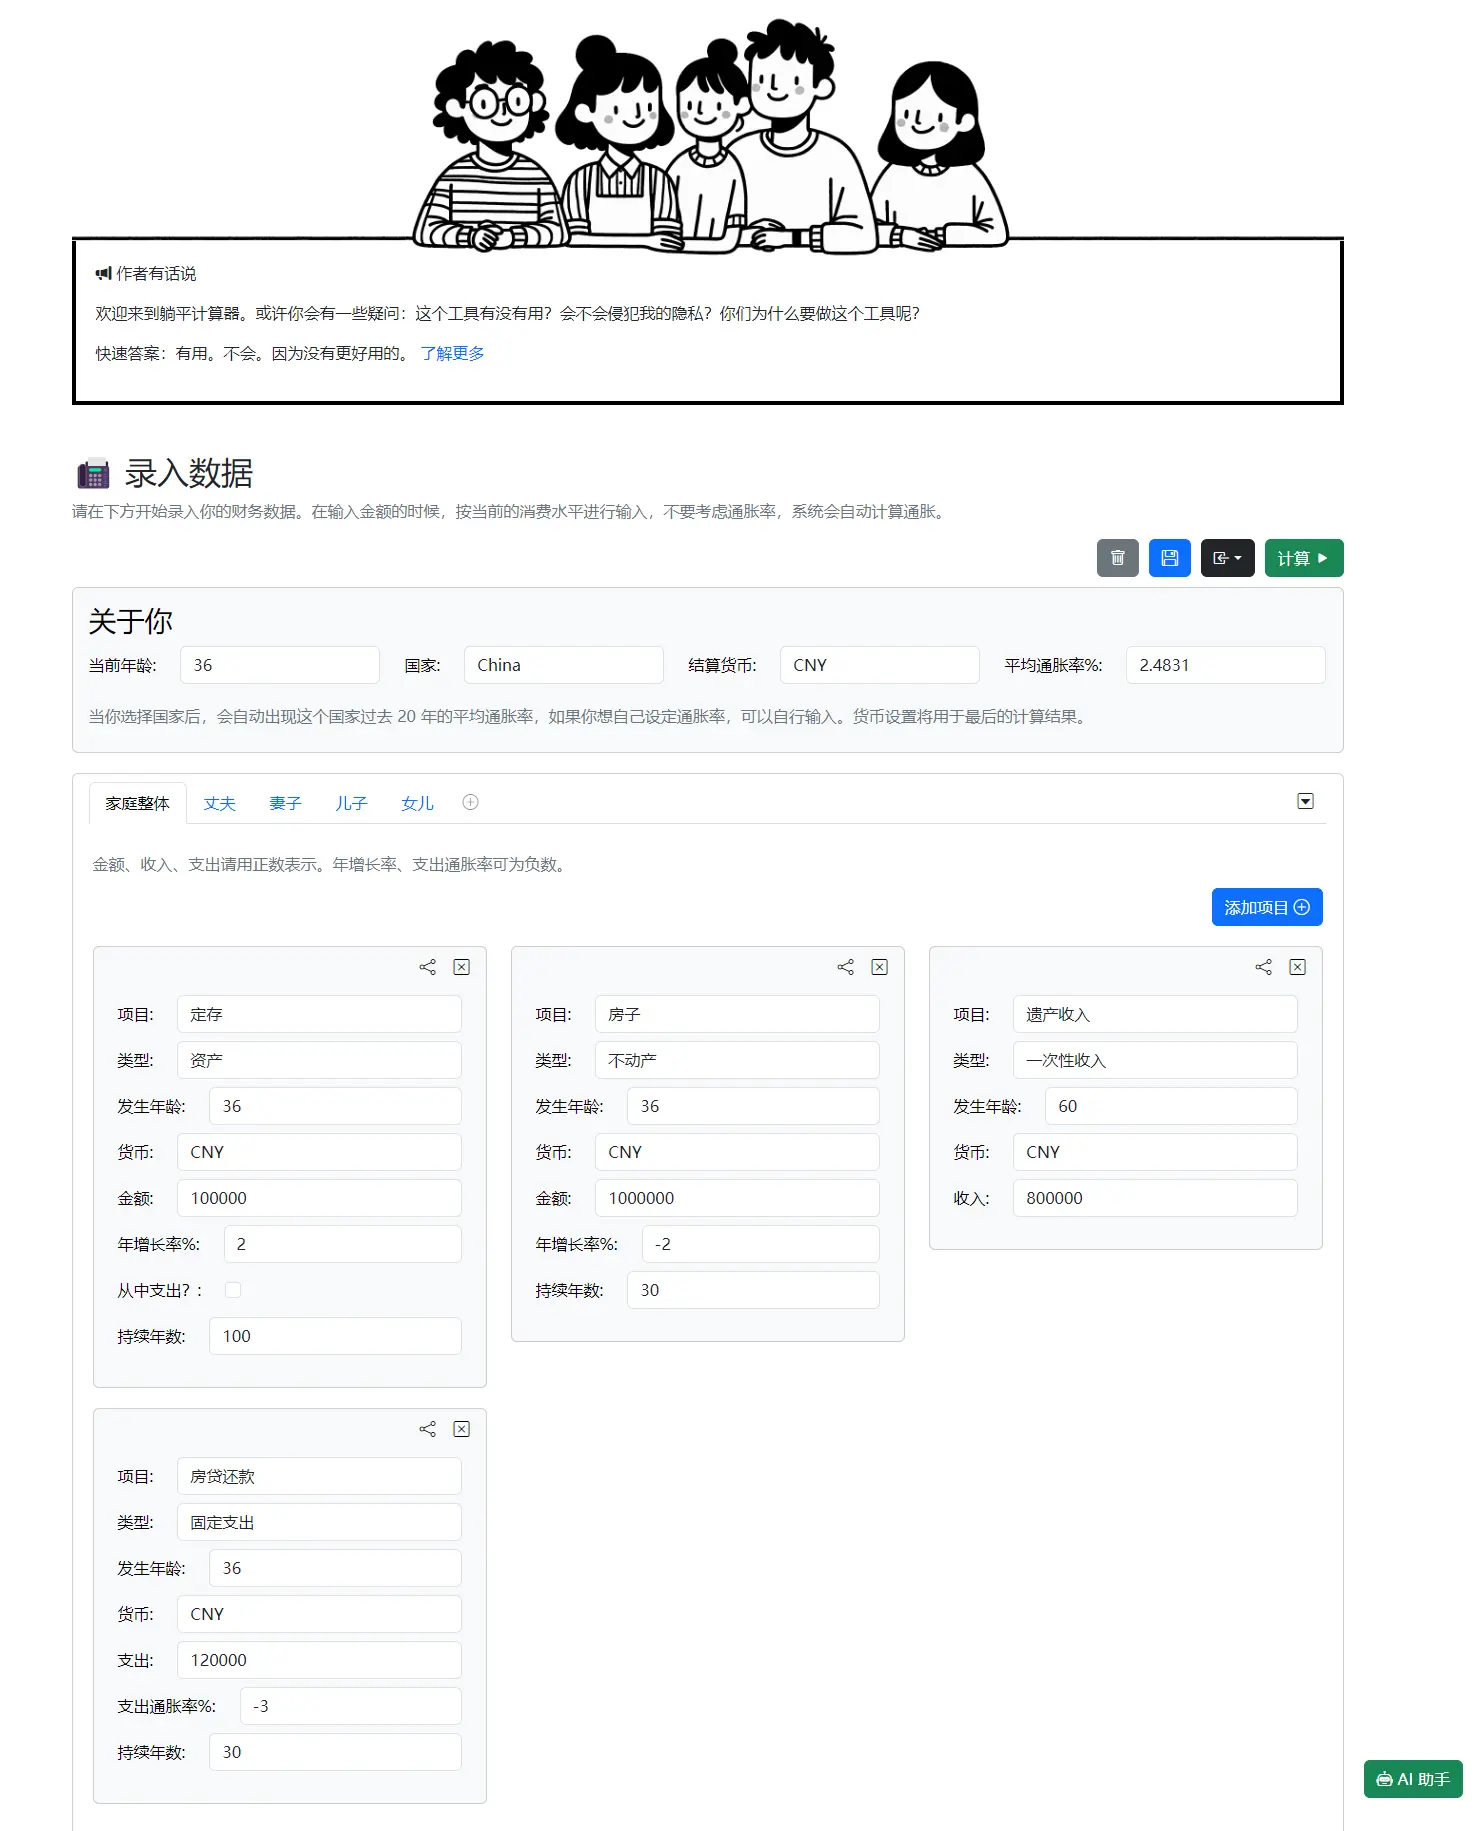 作者有话说
欢迎来到躺平计算器。或许你会有一些疑问：这个工具有没有用？会不会侵犯我的隐私？你们为什么要做这个工具呢？
快速答案：有用。不会。因为没有更好用的。 了解更多
录入数据
请在下方开始录入你的财务数据。在输入金额的时候，按当前的消费水平进行输入，不要考虑通胀率，系统会自动计算通胀。
计算
关于你
当前年龄: 36 国家: China 结算货币: CNY 平均通胀率%: 2.4831
当你选择国家后，会自动出现这个国家过去 20 年的平均通胀率，如果你想自己设定通胀率，可以自行输入。货币设置将用于最后的计算结果。
家庭整体 丈夫 妻子 儿子 女儿
金额、收入、支出请用正数表示。年增长率、支出通胀率可为负数。
添加项目
项目: 定存
类型: 资产
发生年龄: 36
货币: CNY
金额: 100000
年增长率%: 2
从中支出？:
持续年数: 100
项目: 房子
类型: 不动产
发生年龄: 36
货币: CNY
金额: 1000000
年增长率%: -2
持续年数: 30
项目: 遗产收入
类型: 一次性收入
发生年龄: 60
货币: CNY
收入: 800000
项目: 房贷还款
类型: 固定支出
发生年龄: 36
货币: CNY
支出: 120000
支出通胀率%: -3
持续年数: 30
AI 助手